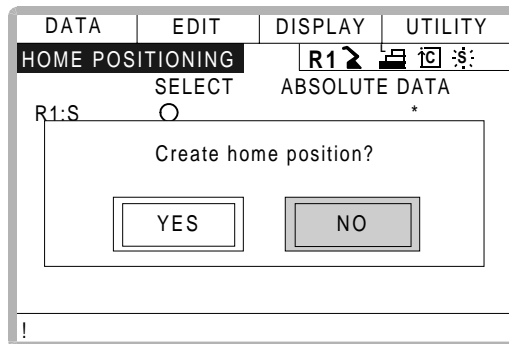 DATA EDIT DISPLAY UTILITY
HOME POSITIONING R1 C S
SELECT ABSOLUTE DATA
R1:S *
Create home position?
YES NO
!